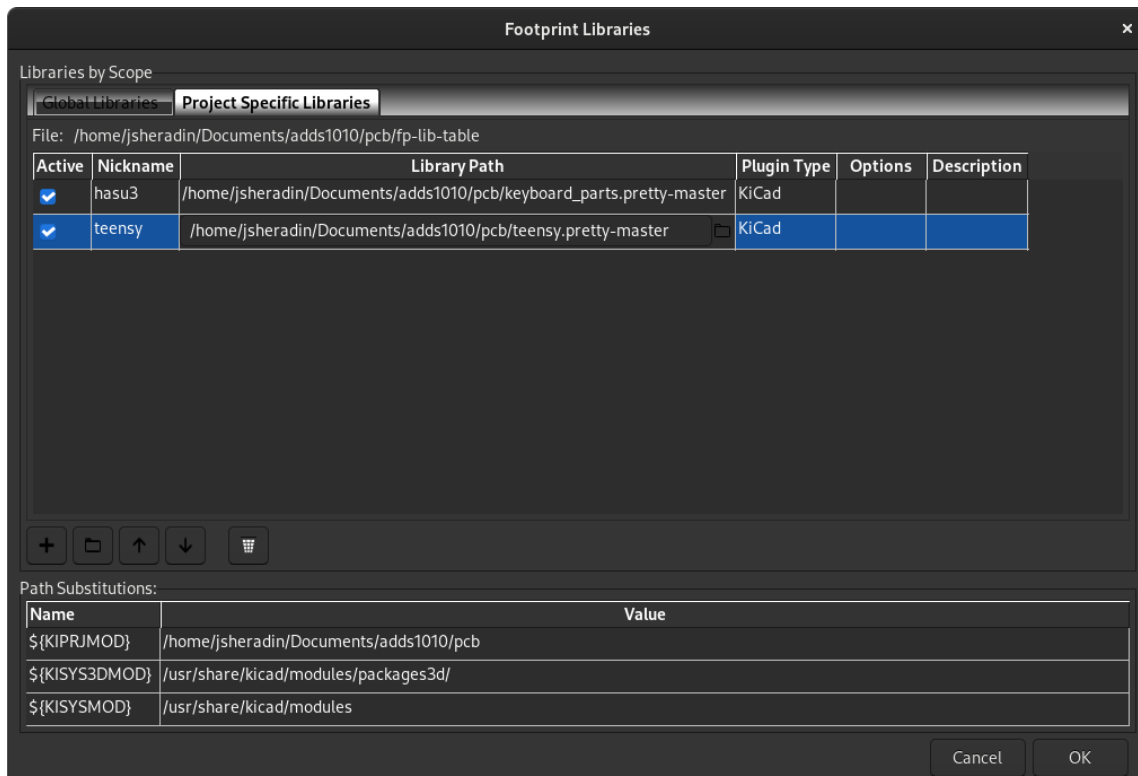 Footprint Libraries
Libraries by Scope
Global Libraries Project Specific Libraries
File: /home/jsheradin/Documents/adds1010/pcb/fp-lib-table
Active Nickname Library Path Plugin Type Options Description
hasu3 /home/jsheradin/Documents/adds1010/pcb/keyboard_parts.pretty-master KiCad
teensy /home/jsheradin/Documents/adds1010/pcb/teensy.pretty-master KiCad
Path Substitutions:
Name Value
${KIPRJMOD} /home/jsheradin/Documents/adds1010/pcb
${KISYS3DMOD} /usr/share/kicad/modules/packages3d/
${KISYSMOD} /usr/share/kicad/modules
Cancel OK